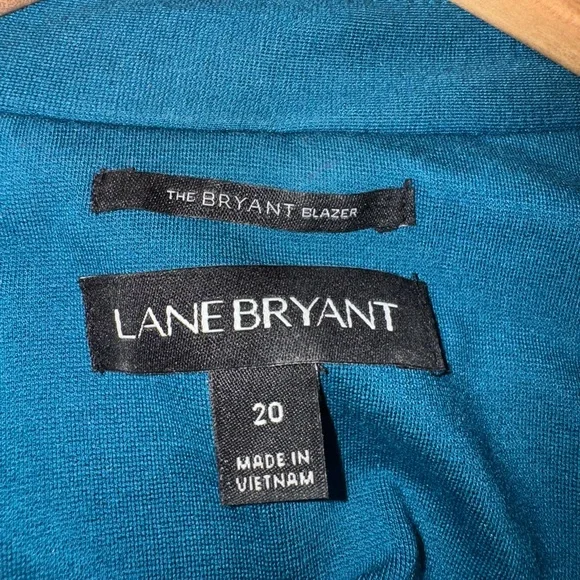 THE BRYANT BLAZER
LANE BRYANT
20
MADE IN
VIETNAM